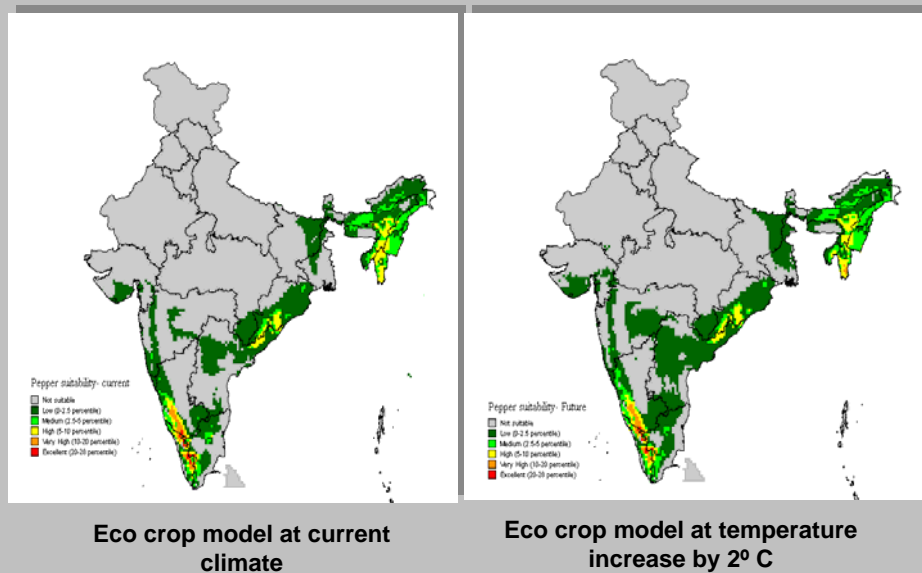 Pepper suitability- current
Not suitable
Low (0-2.5 percentile)
Medium (2.5-5 percentile)
High (5-10 percentile)
Very High (10-20 percentile)
Excellent (20-20 percentile)
Pepper suitability- Future
Not suitable
Low (0-2.5 percentile)
Medium (2.5-5 percentile)
High (5-10 percentile)
Very High (10-20 percentile)
Excellent (20-20 percentile)
Eco crop model at current
climate
Eco crop model at temperature
increase by 2º C